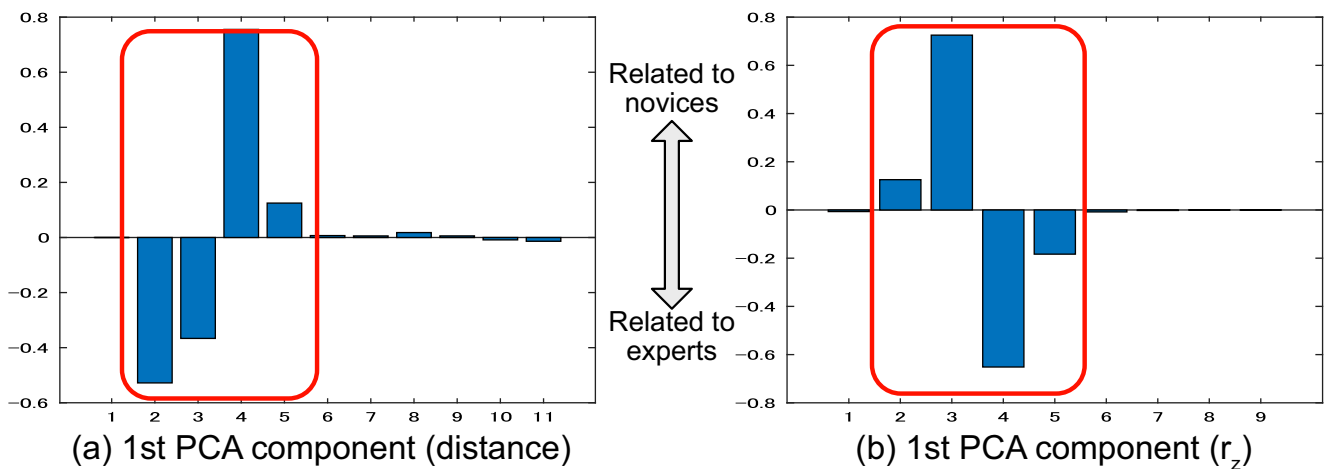 0.8
0.6
0.4
0.2
0
−0.2
−0.4
−0.6
1 2 3 4 5 6 7 8 9 10 11
(a) 1st PCA component (distance)
Related to
novices
Related to
experts
0.8
0.6
0.4
0.2
0
−0.2
−0.4
−0.6
−0.8
1 2 3 4 5 6 7 8 9
(b) 1st PCA component (r_z)